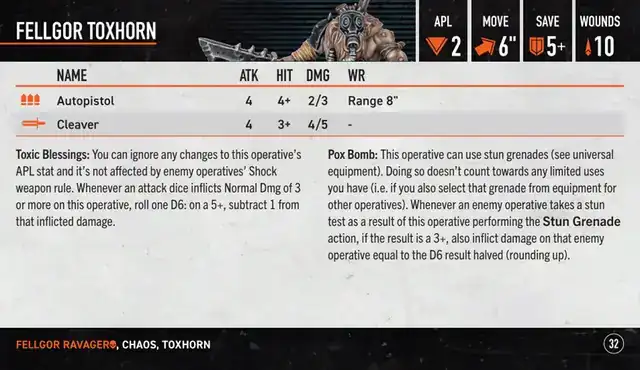 FELLGOR TOXHORN
APL
2
MOVE
6"
SAVE
5+
WOUNDS
10
NAME ATK HIT DMG WR
Autopistol 4 4+ 2/3 Range 8"
Cleaver 4 3+ 4/5 -
Toxic Blessings: You can ignore any changes to this operative's
APL stat and it's not affected by enemy operatives' Shock
weapon rule. Whenever an attack dice inflicts Normal Dmg of 3
or more on this operative, roll one D6: on a 5+, subtract 1 from
that inflicted damage.
Pox Bomb: This operative can use stun grenades (see universal
equipment). Doing so doesn't count towards any limited uses
you have (i.e. if you also select that grenade from equipment for
other operatives). Whenever an enemy operative takes a stun
test as a result of this operative performing the Stun Grenade
action, if the result is a 3+, also inflict damage on that enemy
operative equal to the D6 result halved (rounding up).
FELLGOR RAVAGER, CHAOS, TOXHORN
32